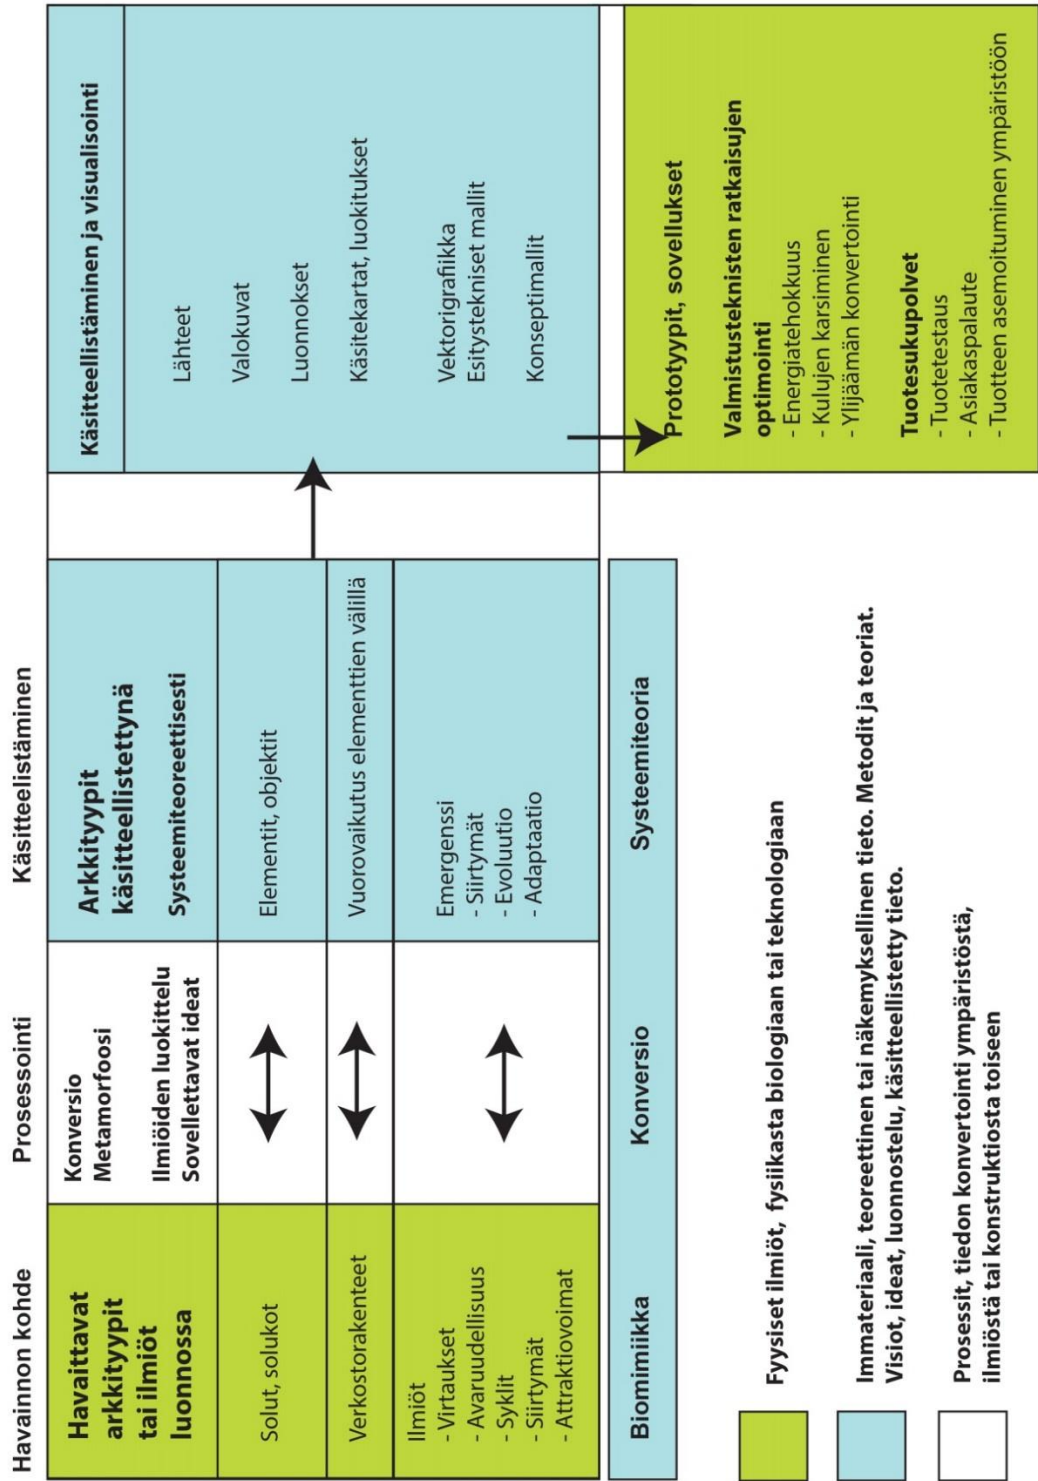 Havainnon kohde
Prosessointi
Käsitteelistäminen
Havaittavat
arkkityypit
tai ilmiöt
luonnossa
Konversio
Metamorfoosi
Ilmiöiden luokittelu
Sovellettavat ideat
Arkkityypit
käsitteellistettynä
Systeemiteoreettisesti
Käsitteellistäminen ja visualisointi
Solut, solukot
Elementit, objektit
Verkostorakenteet
Vuorovaikutus elementtien välillä
Ilmiöt
- Virtaukset
- Avaruudellisuus
- Syklit
- Siirtymät
- Attraktiovoimat
Emergenssi
- Siirtymät
- Evoluutio
- Adaptaatio
Lähteet
Valokuvat
Luonnokset
Käsitekartat, luokitukset
Vektorigrafiikka
Esitystekniset mallit
Konseptimallit
Biomimiikka
Konversio
Systeemiteoria
Prototyypit, sovellukset
Valmistusteknisten ratkaisujen
optimointi
- Energiatehokkuus
- Kulujen karsiminen
- Ylijäämän konvertointi
Tuotesukupolvet
- Tuotetestaus
- Asiakaspalaute
- Tuotteen asemoituminen ympäristöön
Fyysiset ilmiöt, fysiikasta biologiaan tai teknologiaan
Immateriaali, teoreettinen tai näkemyksellinen tieto. Metodit ja teoriat.
Visiot, ideat, luonnostelu, käsitteellistetty tieto.
Prosessit, tiedon konvertointi ympäristöstä,
ilmiöstä tai konstruktiosta toiseen